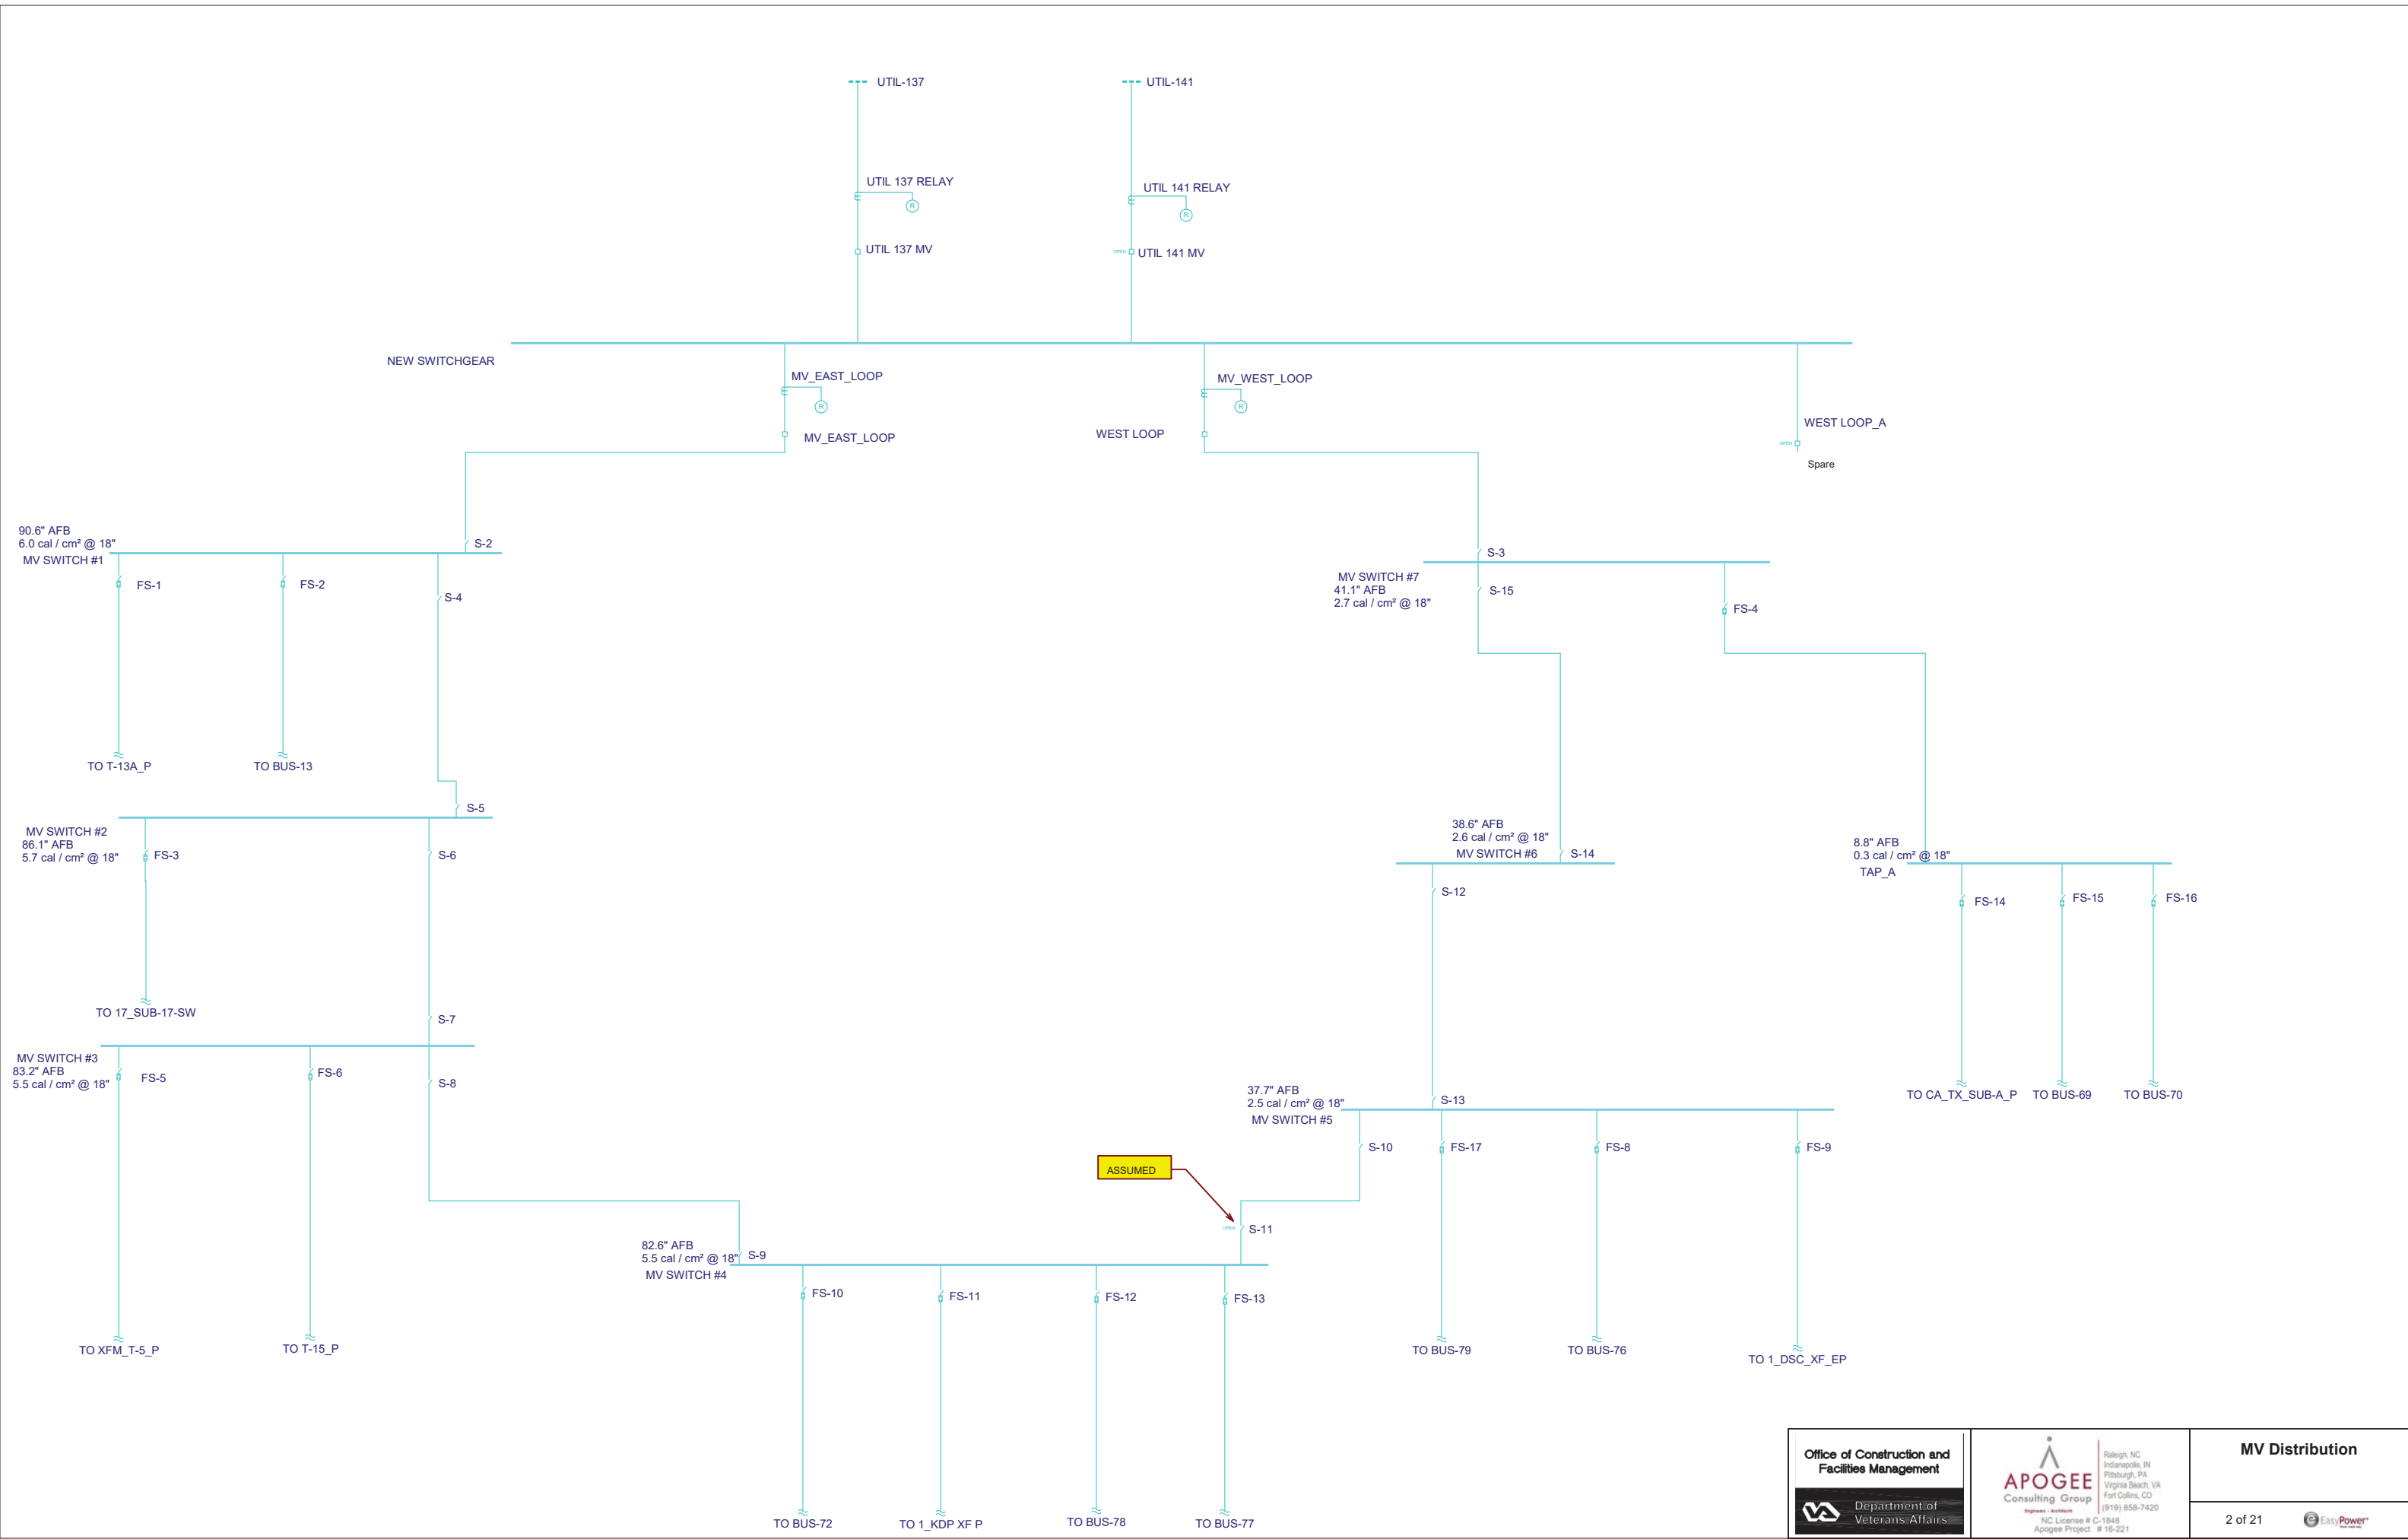 UTIL-137
UTIL-141
UTIL 137 RELAY
R
UTIL 141 RELAY
R
UTIL 137 MV
OPEN
UTIL 141 MV
NEW SWITCHGEAR
MV_EAST_LOOP
R
MV_EAST_LOOP
MV_WEST_LOOP
R
WEST LOOP
WEST LOOP_A
OPEN
Spare
90.6" AFB
6.0 cal / cm² @ 18"
MV SWITCH #1
S-2
FS-1
FS-2
S-4
S-3
MV SWITCH #7
41.1" AFB
2.7 cal / cm² @ 18"
S-15
FS-4
TO T-13A_P
TO BUS-13
S-5
MV SWITCH #2
86.1" AFB
5.7 cal / cm² @ 18"
FS-3
S-6
38.6" AFB
2.6 cal / cm² @ 18"
MV SWITCH #6
S-14
8.8" AFB
0.3 cal / cm² @ 18"
TAP_A
S-12
FS-14
FS-15
FS-16
TO 17_SUB-17-SW
S-7
MV SWITCH #3
83.2" AFB
5.5 cal / cm² @ 18"
FS-5
FS-6
S-8
37.7" AFB
2.5 cal / cm² @ 18"
MV SWITCH #5
S-13
TO CA_TX_SUB-A_P
TO BUS-69
TO BUS-70
S-10
FS-17
FS-8
FS-9
ASSUMED
OPEN
S-11
82.6" AFB
5.5 cal / cm² @ 18"
MV SWITCH #4
S-9
FS-10
FS-11
FS-12
FS-13
TO XFM_T-5_P
TO T-15_P
TO BUS-79
TO BUS-76
TO 1_DSC_XF_EP
TO BUS-72
TO 1_KDP XF P
TO BUS-78
TO BUS-77
Office of Construction and
Facilities Management
Department of
Veterans Affairs
APOGEE
Consulting Group
Engineers - Architects
Raleigh, NC
Indianapolis, IN
Pittsburgh, PA
Virginia Beach, VA
Fort Collins, CO
(919) 858-7420
NC License # C-1848
Apogee Project # 16-221
MV Distribution
2 of 21
EasyPower